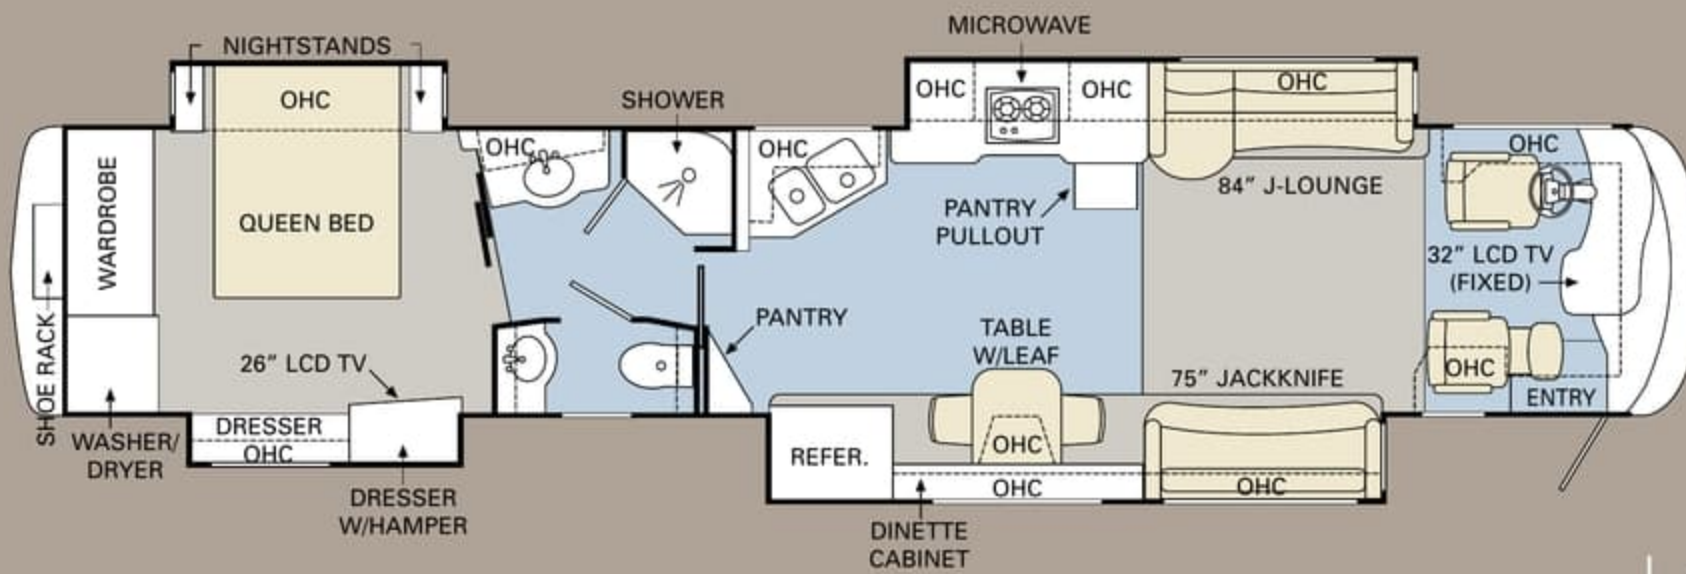 MICROWAVE
NIGHTSTANDS
OHC
SHOWER
OHC
OHC
OHC
OHC
OHC
OHC
WARDROBE
QUEEN BED
84” J-LOUNGE
PANTRY
PULLOUT
32” LCD TV
(FIXED)
SHOE RACK
PANTRY
TABLE
W/LEAF
26” LCD TV
75” JACKKNIFE
OHC
ENTRY
DRESSER
OHC
WASHER/
DRYER
OHC
REFER.
OHC
OHC
DRESSER
W/HAMPER
DINETTE
CABINET